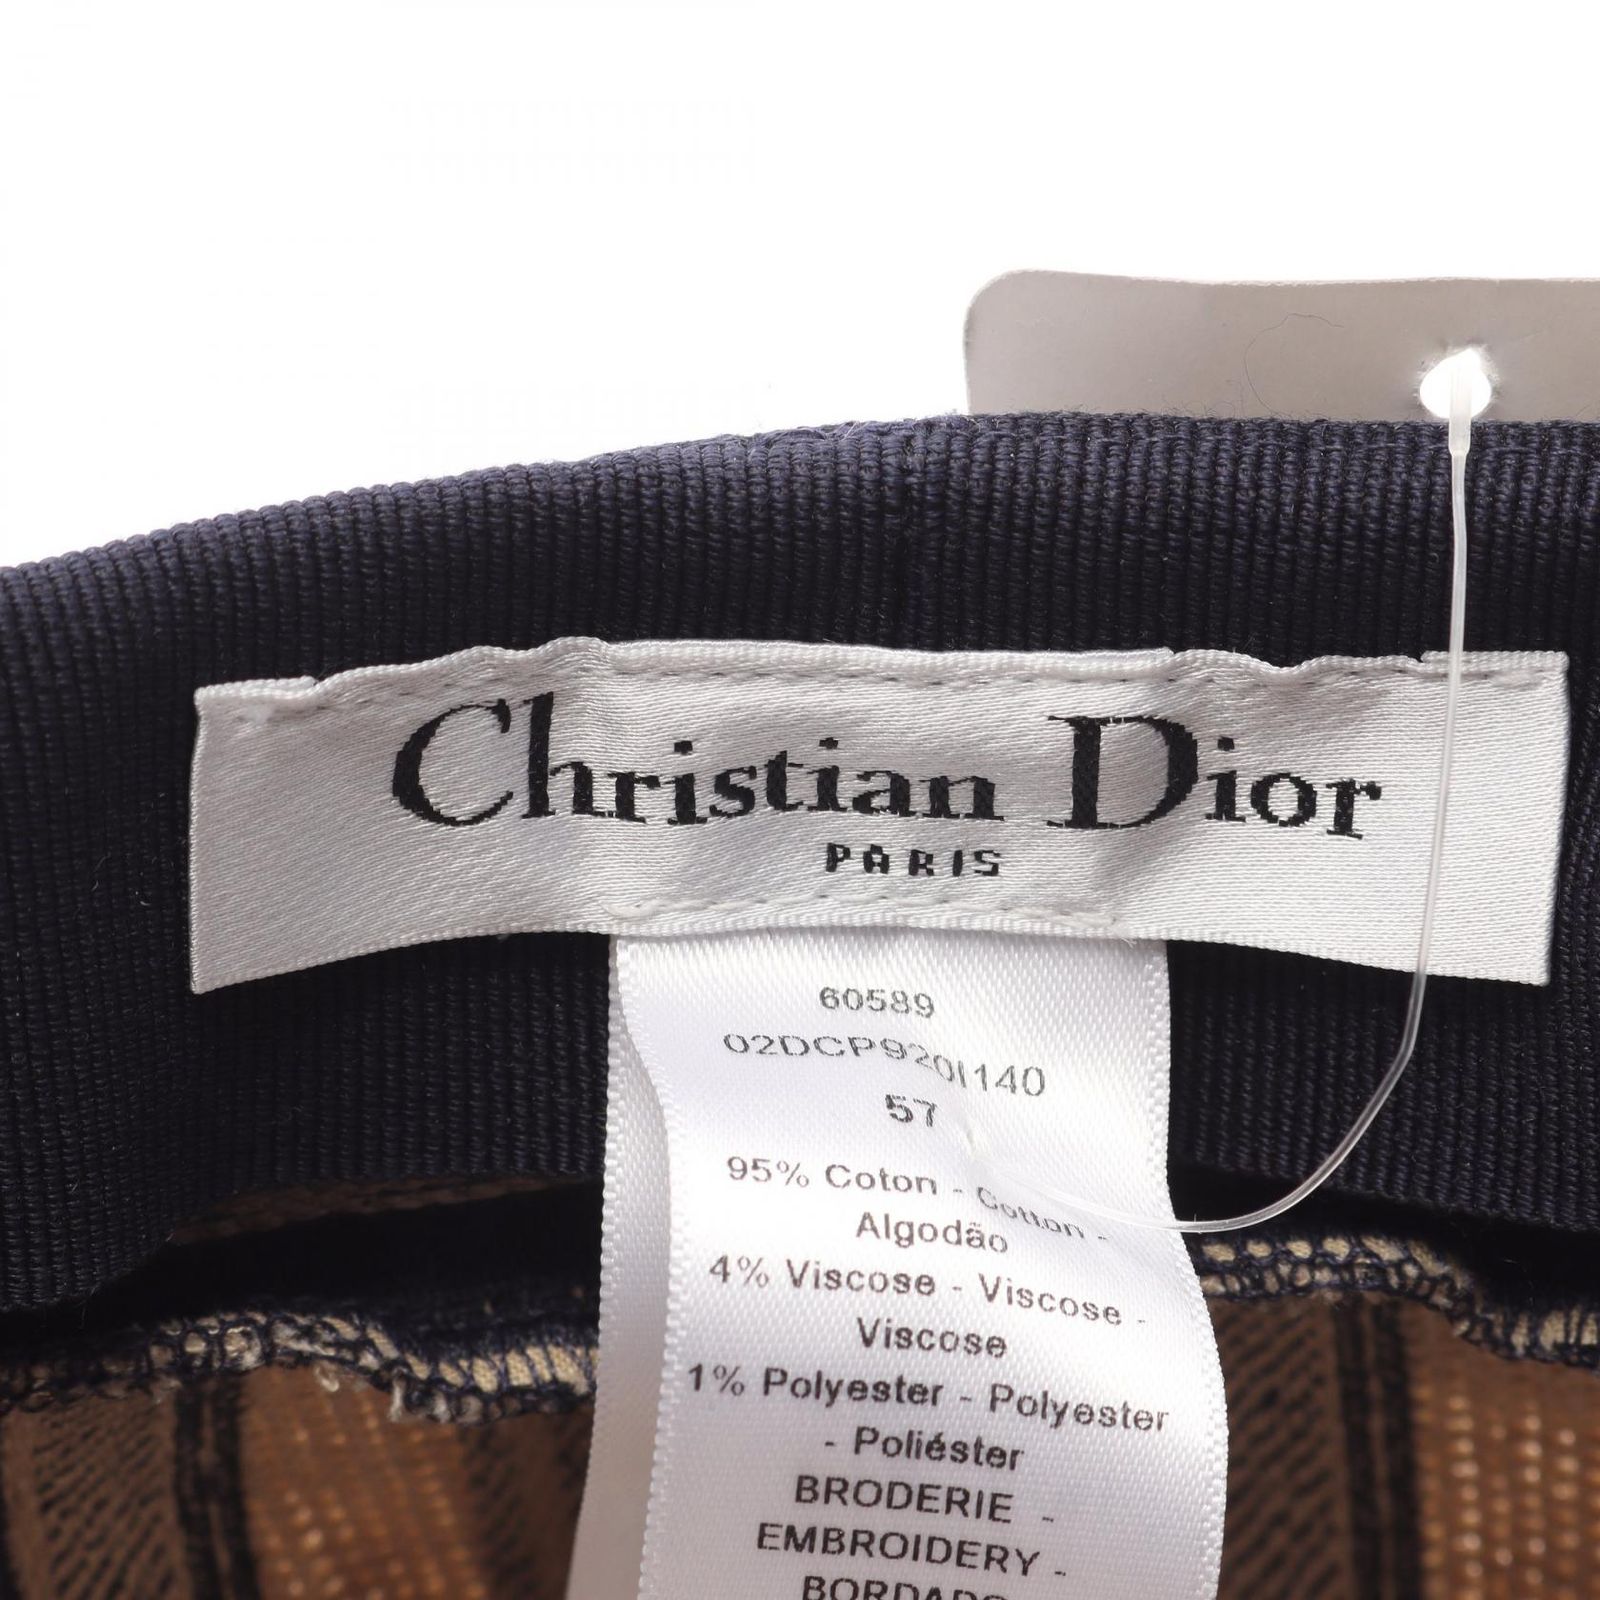 Christian Dior
PARIS
60589
02DCP920I140
57
95% Coton - Cotton -
Algodão
4% Viscose - Viscose -
Viscose
1% Polyester - Polyester
- Poliéster
BRODERIE -
EMBROIDERY -
BORDADO